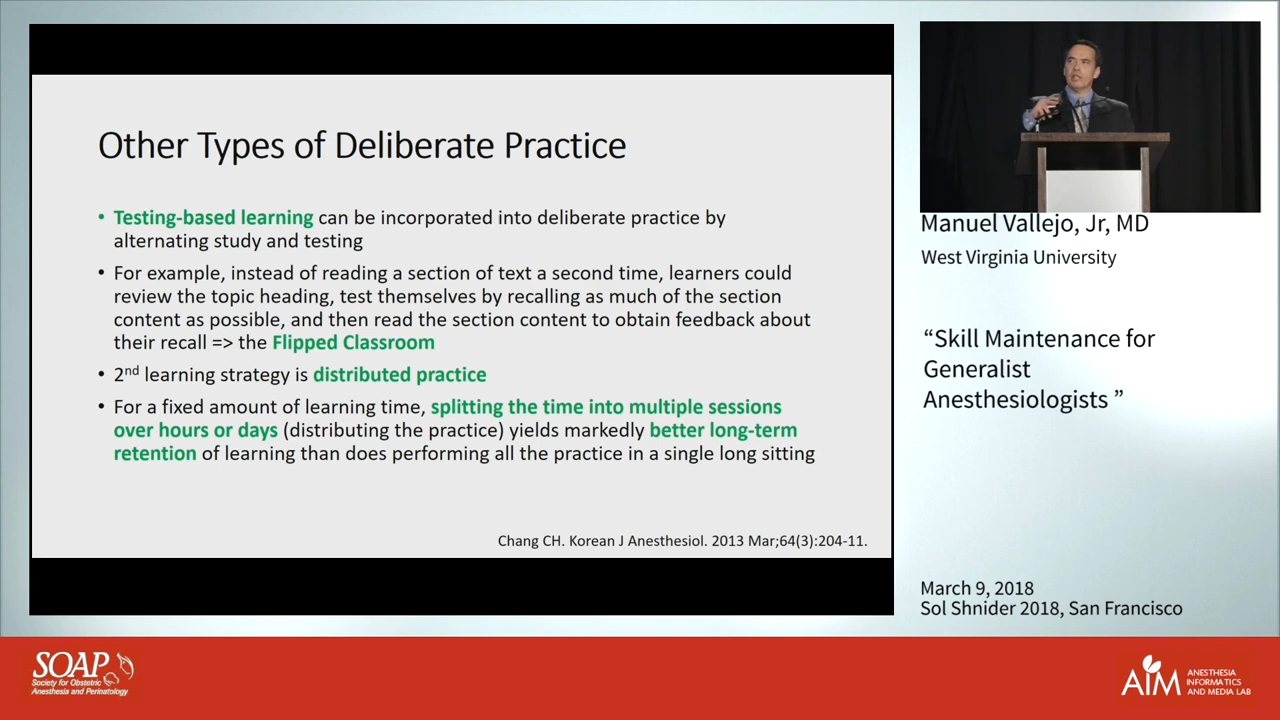 Other Types of Deliberate Practice
• Testing-based learning can be incorporated into deliberate practice by
alternating study and testing
• For example, instead of reading a section of text a second time, learners could
review the topic heading, test themselves by recalling as much of the section
content as possible, and then read the section content to obtain feedback about
their recall => the Flipped Classroom
• 2nd learning strategy is distributed practice
• For a fixed amount of learning time, splitting the time into multiple sessions
over hours or days (distributing the practice) yields markedly better long-term
retention of learning than does performing all the practice in a single long sitting
Chang CH. Korean J Anesthesiol. 2013 Mar;64(3):204-11.
Manuel Vallejo, Jr, MD
West Virginia University
“Skill Maintenance for
Generalist
Anesthesiologists ”
March 9, 2018
Sol Shnider 2018, San Francisco
SOAP
Society for Obstetric
Anesthesia and Perinatology
AIM
ANESTHESIA
INFORMATICS
AND MEDIA LAB